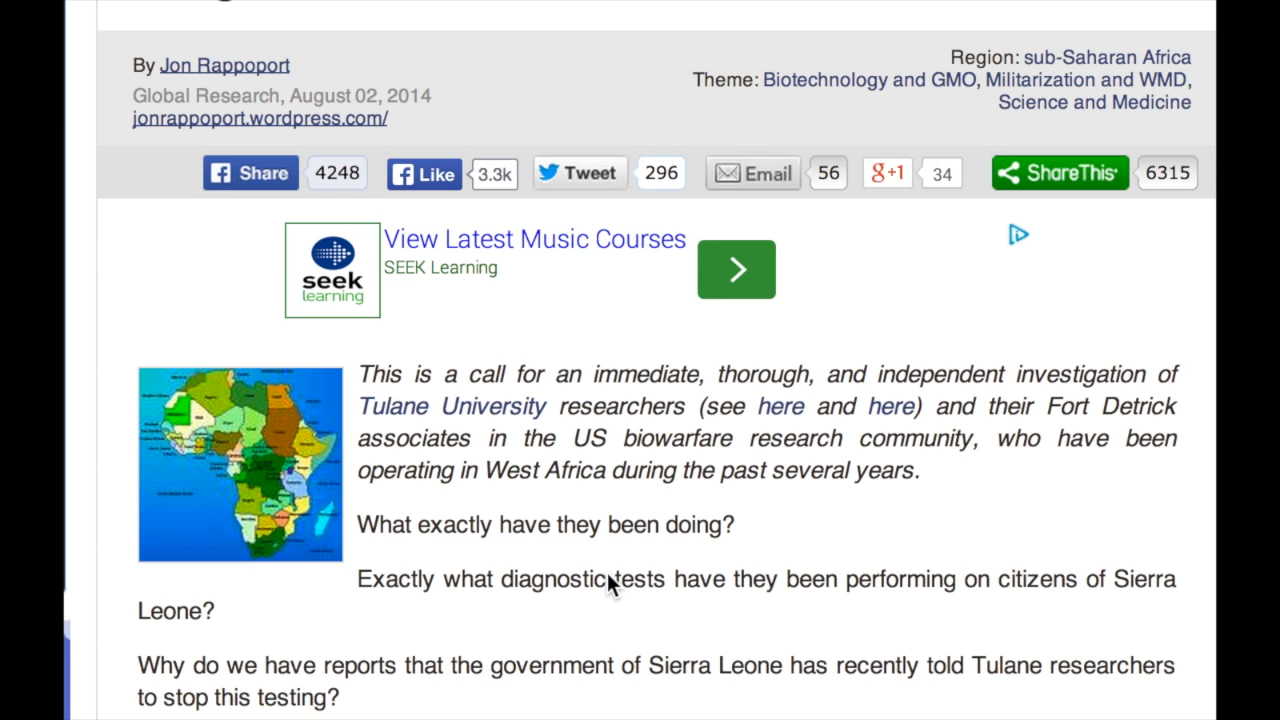 By Jon Rappoport
Global Research, August 02, 2014
jonrappoport.wordpress.com/
Region: sub-Saharan Africa
Theme: Biotechnology and GMO, Militarization and WMD,
Science and Medicine
Share 4248 Like 3.3k Tweet 296 Email 56 g+1 34 ShareThis 6315
seek
learning
View Latest Music Courses
SEEK Learning
This is a call for an immediate, thorough, and independent investigation of
Tulane University researchers (see here and here) and their Fort Detrick
associates in the US biowarfare research community, who have been
operating in West Africa during the past several years.
What exactly have they been doing?
Exactly what diagnostic tests have they been performing on citizens of Sierra
Leone?
Why do we have reports that the government of Sierra Leone has recently told Tulane researchers
to stop this testing?